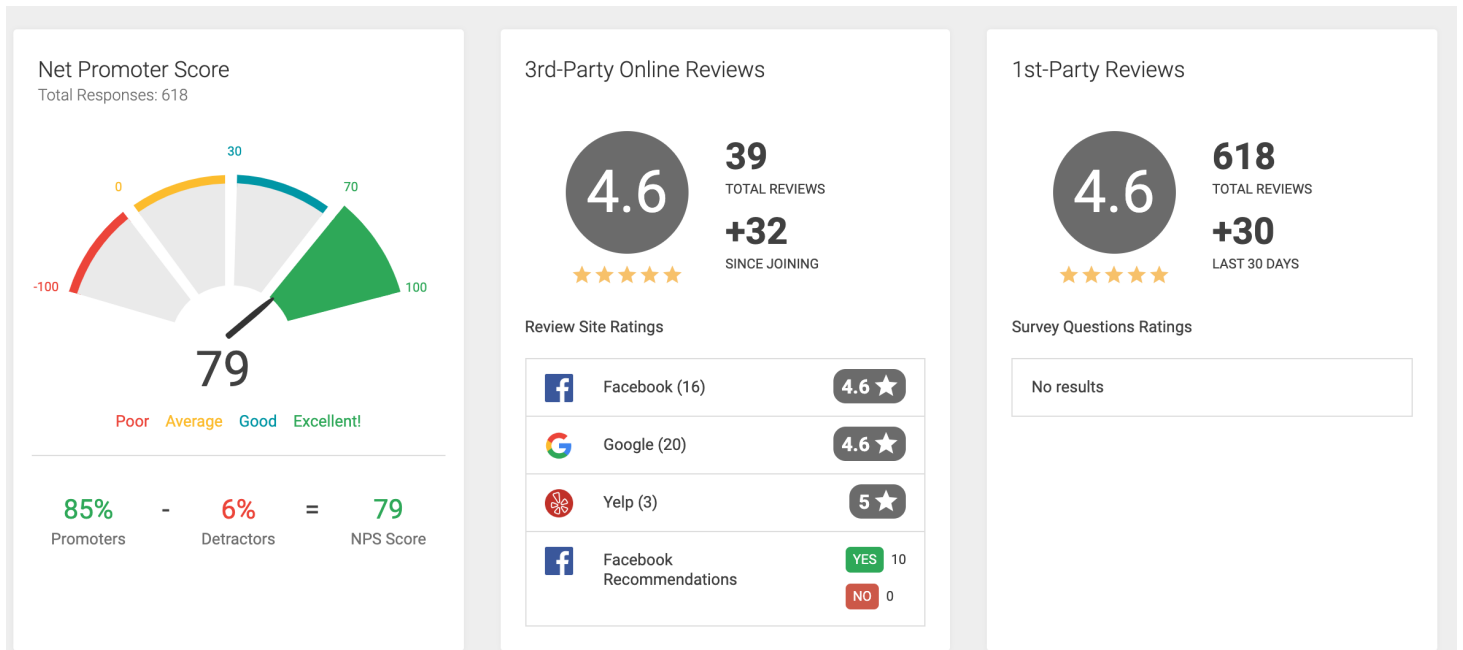 Net Promoter Score
Total Responses: 618
30
0
70
-100
100
79
Poor Average Good Excellent!
85% - 6% = 79
Promoters Detractors NPS Score
3rd-Party Online Reviews
4.6
39
TOTAL REVIEWS
+32
SINCE JOINING
Review Site Ratings
Facebook (16) 4.6
Google (20) 4.6
Yelp (3) 5
Facebook
Recommendations
YES 10
NO 0
1st-Party Reviews
4.6
618
TOTAL REVIEWS
+30
LAST 30 DAYS
Survey Questions Ratings
No results